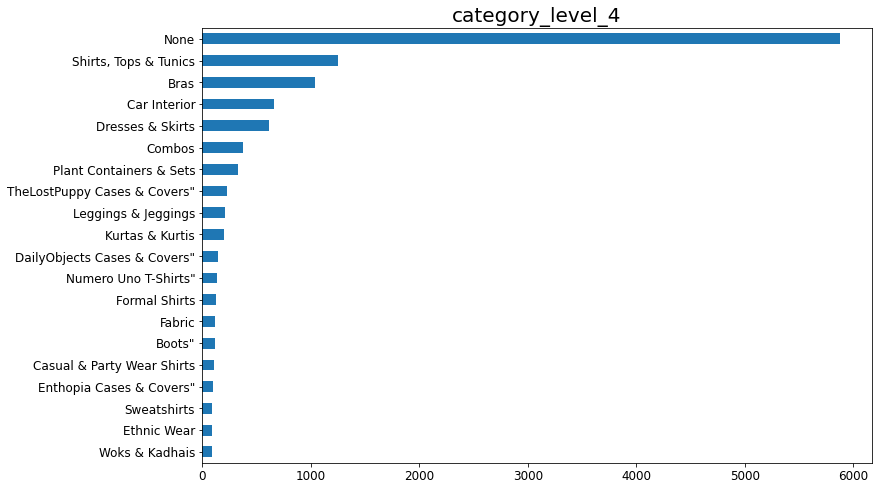 category_level_4
None
Shirts, Tops & Tunics
Bras
Car Interior
Dresses & Skirts
Combos
Plant Containers & Sets
TheLostPuppy Cases & Covers"
Leggings & Jeggings
Kurtas & Kurtis
DailyObjects Cases & Covers"
Numero Uno T-Shirts"
Formal Shirts
Fabric
Boots"
Casual & Party Wear Shirts
Enthopia Cases & Covers"
Sweatshirts
Ethnic Wear
Woks & Kadhais
0 1000 2000 3000 4000 5000 6000